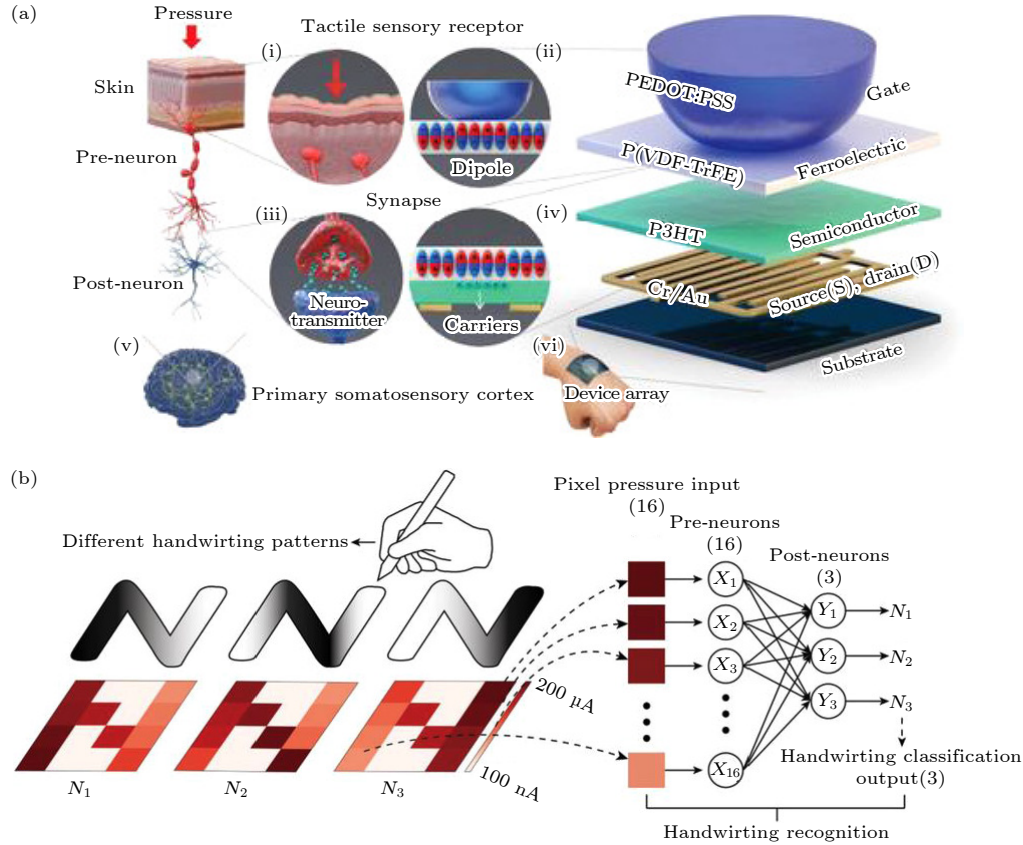 (a)
Pressure
Skin
Pre-neuron
Post-neuron
Tactile sensory receptor
(i)
(ii)
Dipole
Synapse
(iii)
(iv)
Neuro-
transmitter
Carriers
(v)
Primary somatosensory cortex
(vi)
Device array
PEDOT:PSS
Gate
P(VDF-TrFE)
Ferroelectric
P3HT
Semiconductor
Cr/Au
Source(S), drain(D)
Substrate
(b)
Different handwirting patterns
N1
N2
N3
200 μA
100 nA
Pixel pressure input
(16)
Pre-neurons
(16)
Post-neurons
(3)
X1
X2
X3
X16
Y1
Y2
Y3
N1
N2
N3
Handwirting classification
output(3)
Handwirting recognition